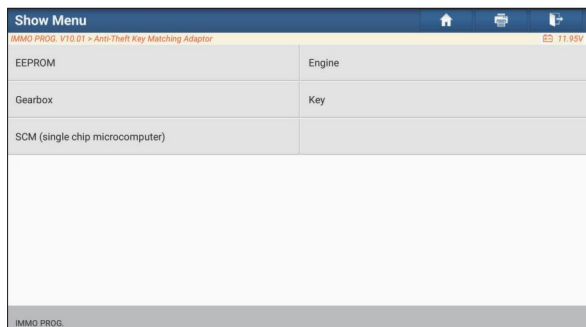 Show Menu
IMMO PROG. V10.01 > Anti-Theft Key Matching Adaptor 11.95V
EEPROM Engine
Gearbox Key
SCM (single chip microcomputer)
IMMO PROG.